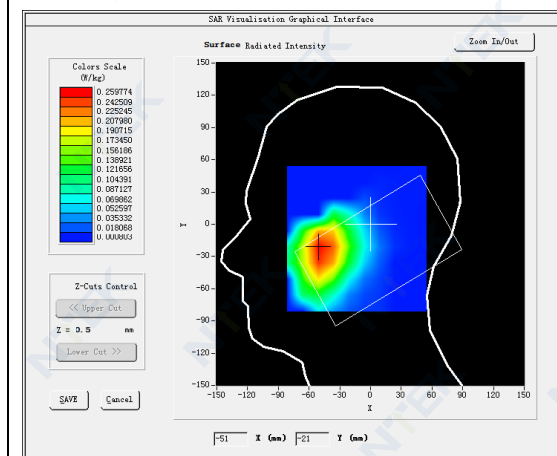 SAR Visualisation Graphical Interface
Surface Radiated Intensity
Zoom In/Out
Colors Scale
(W/kg)
0.259774
0.242509
0.225245
0.207980
0.190715
0.173450
0.156186
0.138921
0.121656
0.104391
0.087127
0.069862
0.052597
0.035332
0.018068
0.000803
150
120
90
60
30
0
-30
-60
-90
-120
-150
Y
-150 -120 -90 -60 -30 0 30 60 90 120 150
X
Z-Cuts Control
<< Upper Cut
Z = 3.5 mm
Lower Cut >>
SAVE Cancel
-51 X (mm) -21 Y (mm)
NTEK